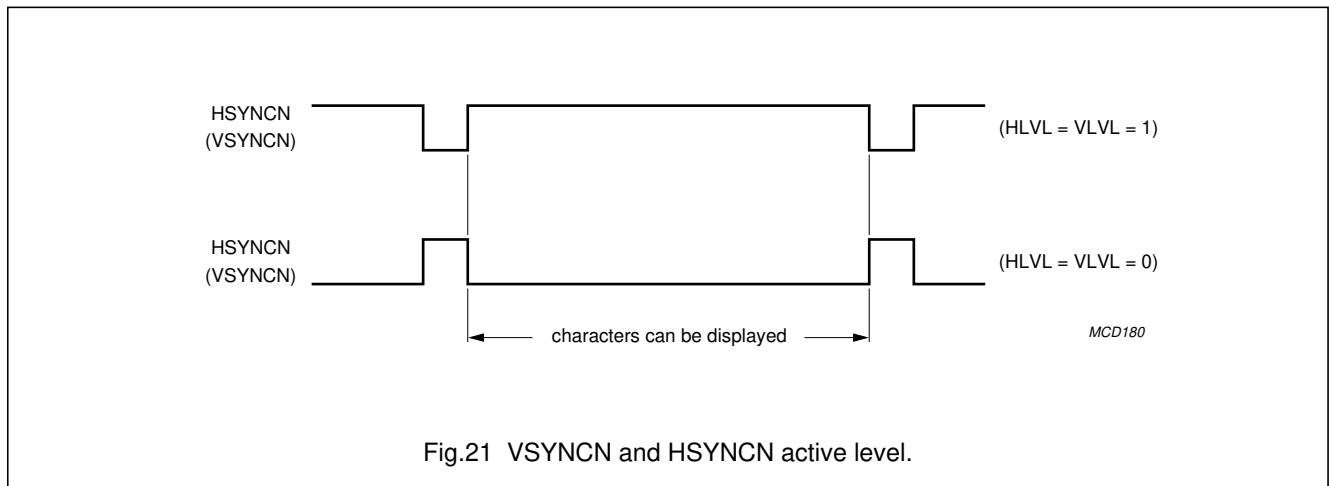 HSYNCN
(VSYNCN)
(HLVL = VLVL = 1)
HSYNCN
(VSYNCN)
(HLVL = VLVL = 0)
characters can be displayed
MCD180
Fig.21 VSYNCN and HSYNCN active level.